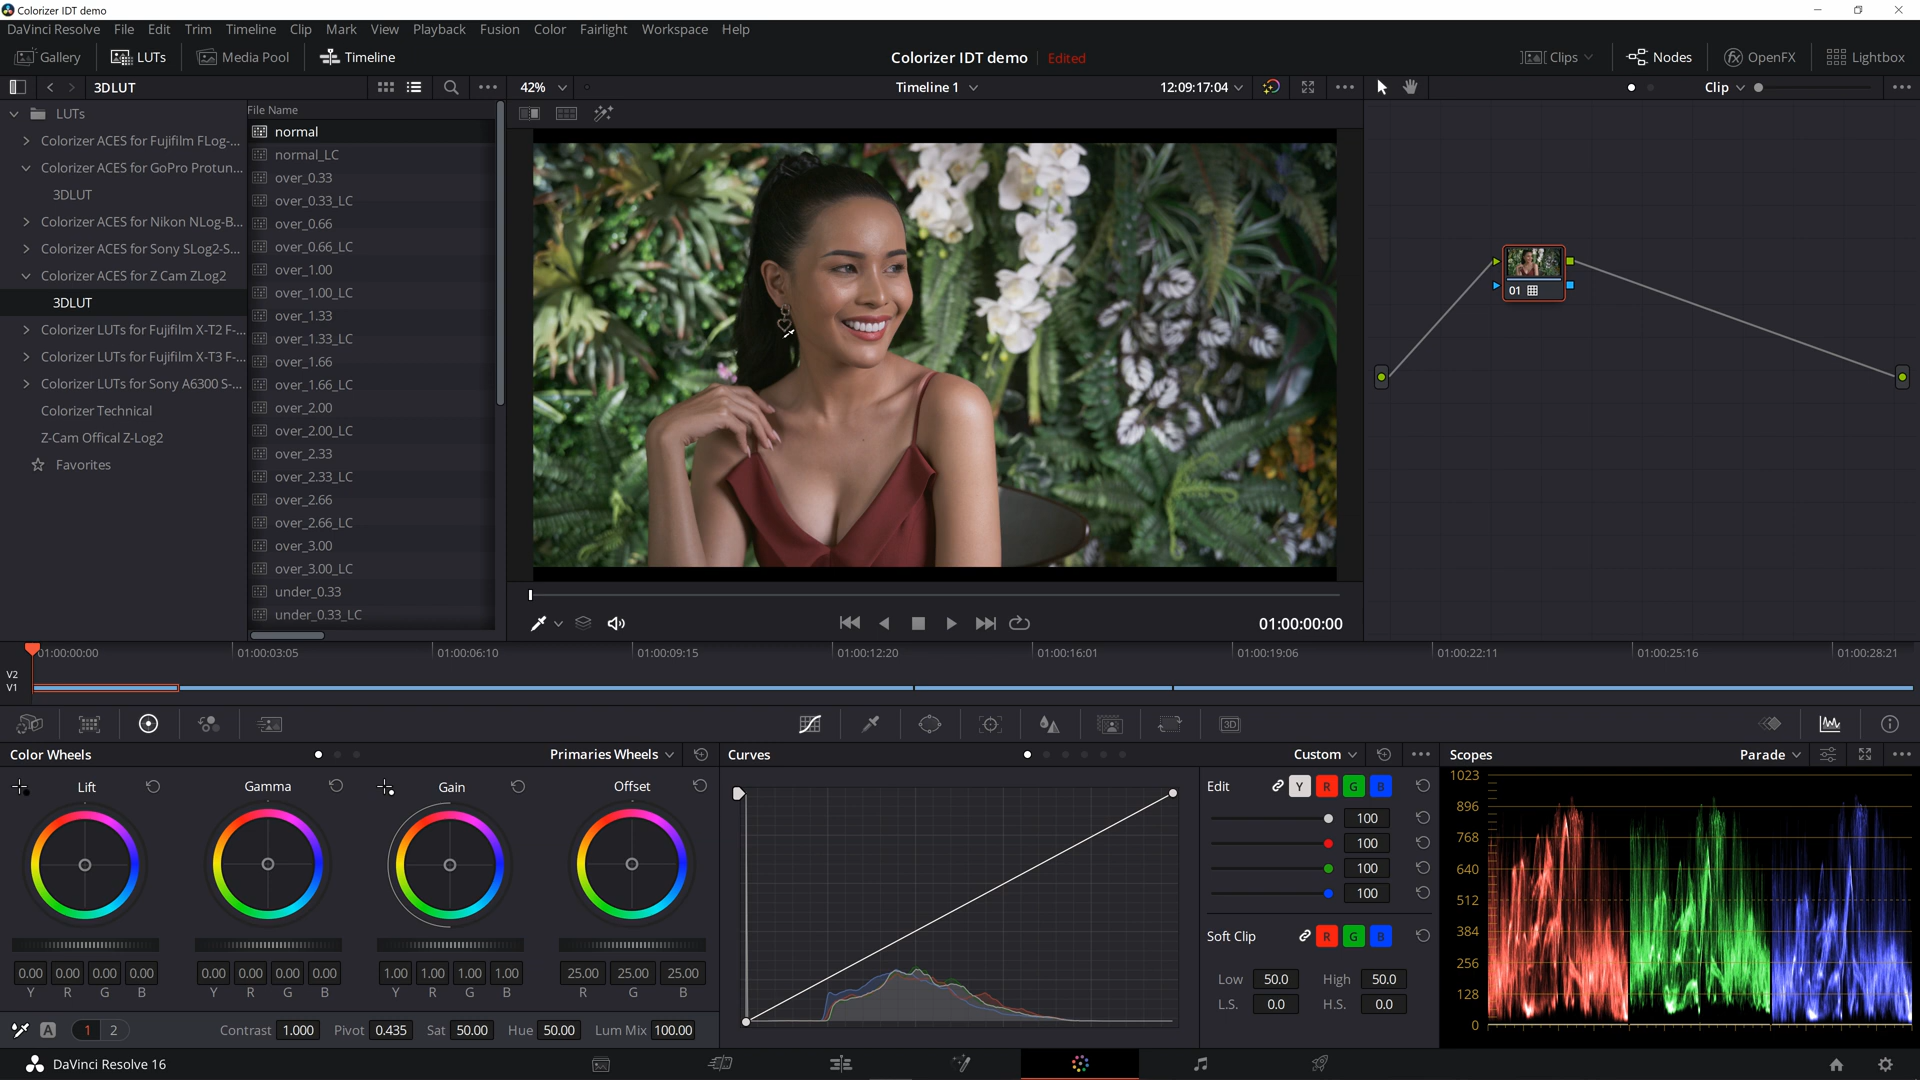 Colorizer IDT demo
DaVinci Resolve File Edit Trim Timeline Clip Mark View Playback Fusion Color Fairlight Workspace Help
Gallery LUTs Media Pool Timeline Colorizer IDT demo Edited Clips Nodes OpenFX Lightbox
3DLUT 42% Timeline 1 12:09:17:04 Clip
LUTs
Colorizer ACES for Fujifilm FLog-...
Colorizer ACES for GoPro Protun...
3DLUT
Colorizer ACES for Nikon NLog-B...
Colorizer ACES for Sony SLog2-S...
Colorizer ACES for Z Cam ZLog2
3DLUT
Colorizer LUTs for Fujifilm X-T2 F-...
Colorizer LUTs for Fujifilm X-T3 F-...
Colorizer LUTs for Sony A6300 S-...
Colorizer Technical
Z-Cam Offical Z-Log2
Favorites
File Name
normal
normal_LC
over_0.33
over_0.33_LC
over_0.66
over_0.66_LC
over_1.00
over_1.00_LC
over_1.33
over_1.33_LC
over_1.66
over_1.66_LC
over_2.00
over_2.00_LC
over_2.33
over_2.33_LC
over_2.66
over_2.66_LC
over_3.00
over_3.00_LC
under_0.33
under_0.33_LC
01
01:00:00:00
01:00:00:00 01:00:03:05 01:00:06:10 01:00:09:15 01:00:12:20 01:00:16:01 01:00:19:06 01:00:22:11 01:00:25:16 01:00:28:21
V2
V1
3D
Color Wheels Primaries Wheels
Lift Gamma Gain Offset
0.00 0.00 0.00 0.00 0.00 0.00 0.00 0.00 1.00 1.00 1.00 1.00 25.00 25.00 25.00
Y R G B Y R G B Y R G B R G B
A 1 2 Contrast 1.000 Pivot 0.435 Sat 50.00 Hue 50.00 Lum Mix 100.00
Curves Custom
Edit Y R G B
100
100
100
100
Soft Clip R G B
Low 50.0 High 50.0
L.S. 0.0 H.S. 0.0
Scopes Parade
1023
896
768
640
512
384
256
128
0
DaVinci Resolve 16